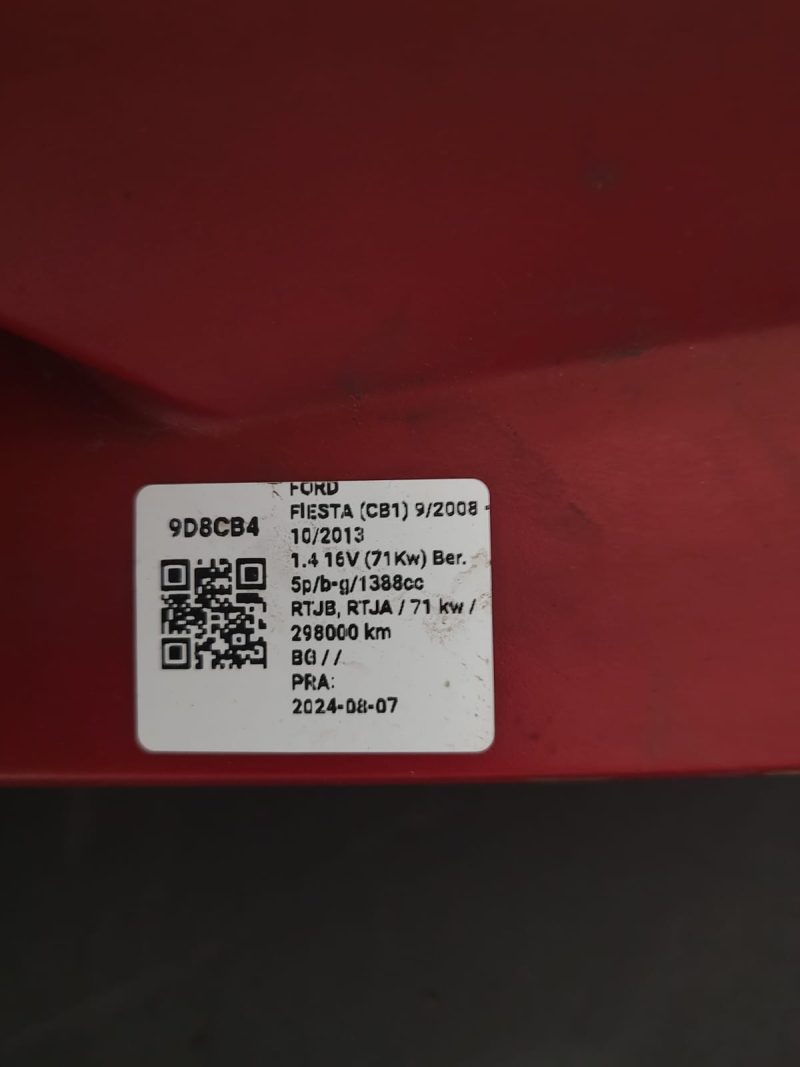 9D8CB4
FORD
FIESTA (CB1) 9/2008 -
10/2013
1.4 16V (71Kw) Ber.
5p/b-g/1388cc
RTJB, RTJA / 71 kw /
298000 km
BG / /
PRA:
2024-08-07